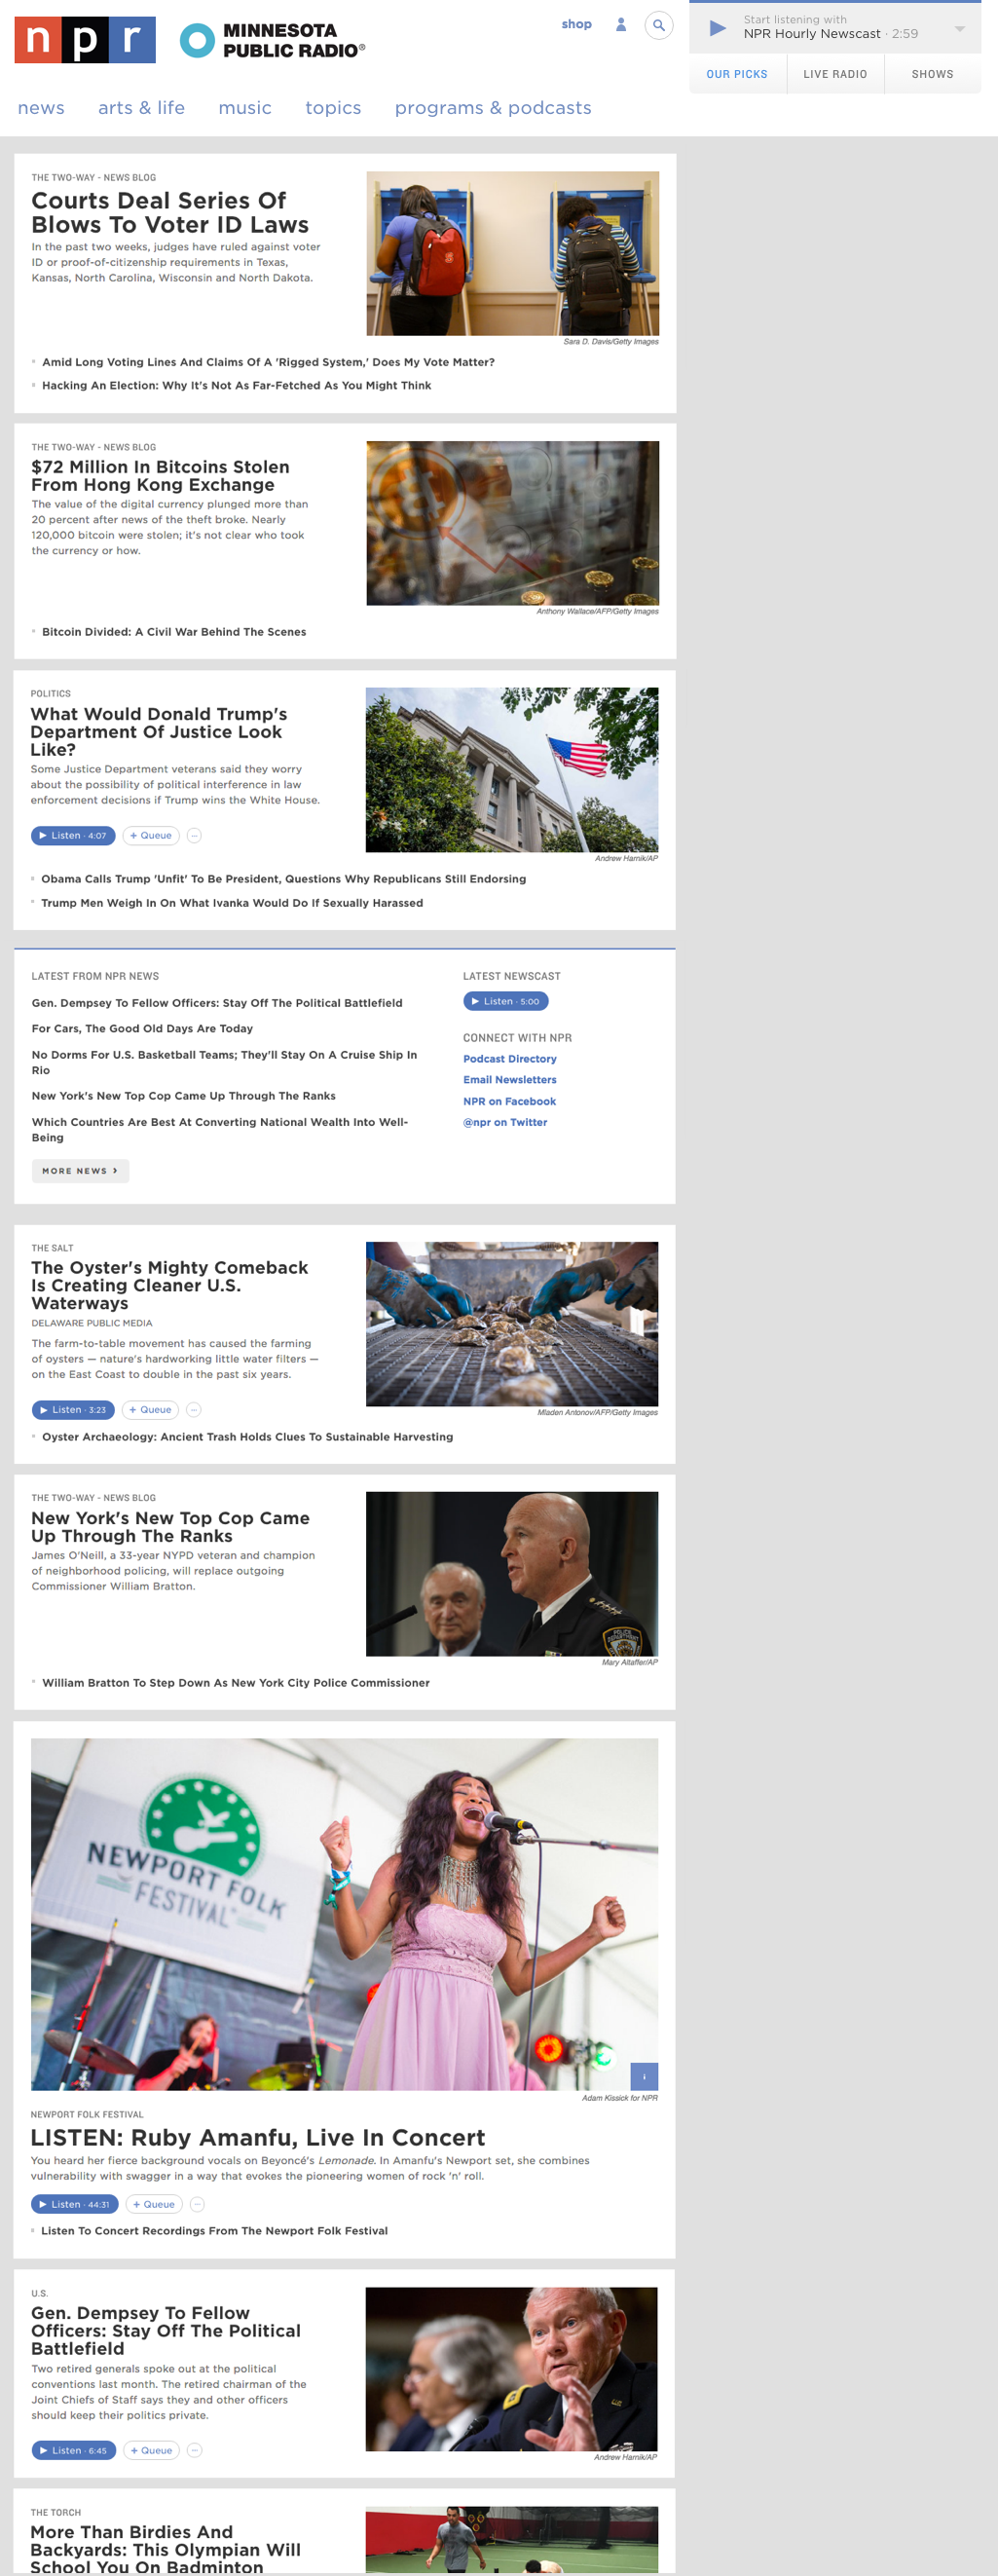 npr
MINNESOTA
PUBLIC RADIO®
shop
Start listening with
NPR Hourly Newscast · 2:59
OUR PICKS
LIVE RADIO
SHOWS
news
arts & life
music
topics
programs & podcasts
THE TWO-WAY - NEWS BLOG
Courts Deal Series Of
Blows To Voter ID Laws
In the past two weeks, judges have ruled against voter
ID or proof-of-citizenship requirements in Texas,
Kansas, North Carolina, Wisconsin and North Dakota.
Sara D. Davis/Getty Images
Amid Long Voting Lines And Claims Of A 'Rigged System,' Does My Vote Matter?
Hacking An Election: Why It's Not As Far-Fetched As You Might Think
THE TWO-WAY - NEWS BLOG
$72 Million In Bitcoins Stolen
From Hong Kong Exchange
The value of the digital currency plunged more than
20 percent after news of the theft broke. Nearly
120,000 bitcoin were stolen; it's not clear who took
the currency or how.
Anthony Wallace/AFP/Getty Images
Bitcoin Divided: A Civil War Behind The Scenes
POLITICS
What Would Donald Trump's
Department Of Justice Look
Like?
Some Justice Department veterans said they worry
about the possibility of political interference in law
enforcement decisions if Trump wins the White House.
Listen · 4:07
+ Queue
Andrew Harnik/AP
Obama Calls Trump 'Unfit' To Be President, Questions Why Republicans Still Endorsing
Trump Men Weigh In On What Ivanka Would Do If Sexually Harassed
LATEST FROM NPR NEWS
Gen. Dempsey To Fellow Officers: Stay Off The Political Battlefield
For Cars, The Good Old Days Are Today
No Dorms For U.S. Basketball Teams; They'll Stay On A Cruise Ship In
Rio
New York's New Top Cop Came Up Through The Ranks
Which Countries Are Best At Converting National Wealth Into Well-
Being
MORE NEWS ›
LATEST NEWSCAST
Listen · 5:00
CONNECT WITH NPR
Podcast Directory
Email Newsletters
NPR on Facebook
@npr on Twitter
THE SALT
The Oyster's Mighty Comeback
Is Creating Cleaner U.S.
Waterways
DELAWARE PUBLIC MEDIA
The farm-to-table movement has caused the farming
of oysters — nature's hardworking little water filters —
on the East Coast to double in the past six years.
Listen · 3:23
+ Queue
Mladen Antonov/AFP/Getty Images
Oyster Archaeology: Ancient Trash Holds Clues To Sustainable Harvesting
THE TWO-WAY - NEWS BLOG
New York's New Top Cop Came
Up Through The Ranks
James O'Neill, a 33-year NYPD veteran and champion
of neighborhood policing, will replace outgoing
Commissioner William Bratton.
Mary Altaffer/AP
William Bratton To Step Down As New York City Police Commissioner
NEWPORT FOLK
FESTIVAL
Adam Kissick for NPR
NEWPORT FOLK FESTIVAL
LISTEN: Ruby Amanfu, Live In Concert
You heard her fierce background vocals on Beyoncé's Lemonade. In Amanfu's Newport set, she combines
vulnerability with swagger in a way that evokes the pioneering women of rock 'n' roll.
Listen · 44:31
+ Queue
Listen To Concert Recordings From The Newport Folk Festival
U.S.
Gen. Dempsey To Fellow
Officers: Stay Off The Political
Battlefield
Two retired generals spoke out at the political
conventions last month. The retired chairman of the
Joint Chiefs of Staff says they and other officers
should keep their politics private.
Listen · 6:45
+ Queue
Andrew Harnik/AP
THE TORCH
More Than Birdies And
Backyards: This Olympian Will
School You On Badminton